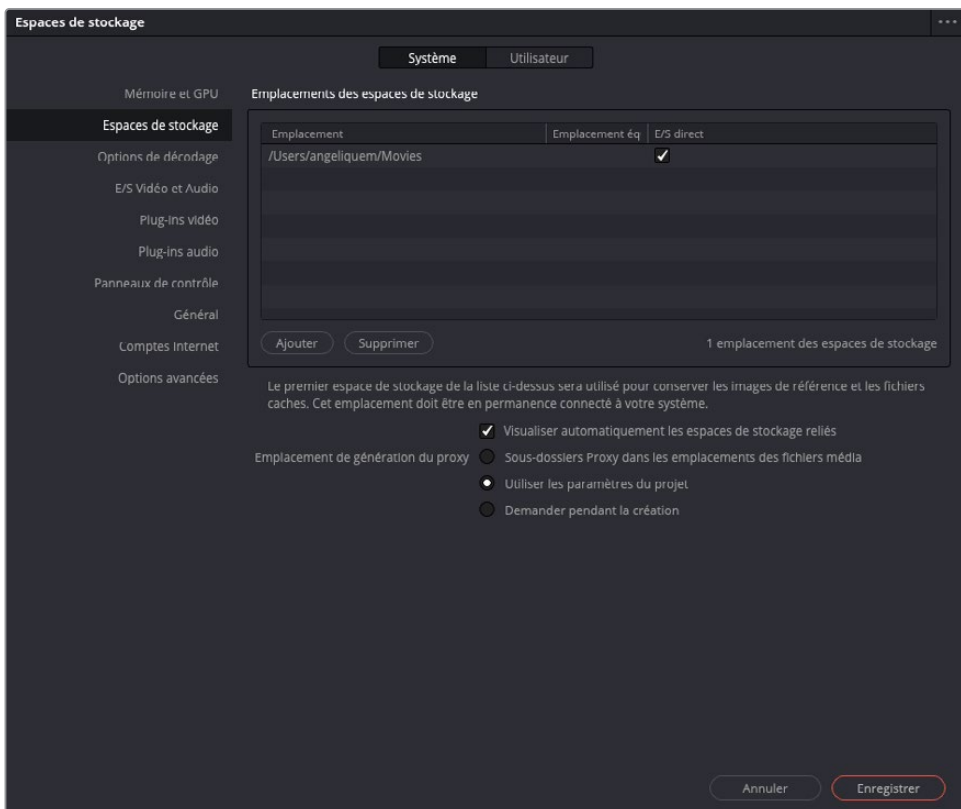 Espaces de stockage
Système Utilisateur
Mémoire et GPU
Espaces de stockage
Options de décodage
E/S Vidéo et Audio
Plug-ins vidéo
Plug-ins audio
Panneaux de contrôle
Général
Comptes Internet
Options avancées
Emplacements des espaces de stockage
Emplacement Emplacement éq E/S direct
/Users/angeliquem/Movies
Ajouter Supprimer 1 emplacement des espaces de stockage
Le premier espace de stockage de la liste ci-dessus sera utilisé pour conserver les images de référence et les fichiers
caches. Cet emplacement doit être en permanence connecté à votre système.
Visualiser automatiquement les espaces de stockage reliés
Emplacement de génération du proxy Sous-dossiers Proxy dans les emplacements des fichiers média
Utiliser les paramètres du projet
Demander pendant la création
Annuler Enregistrer